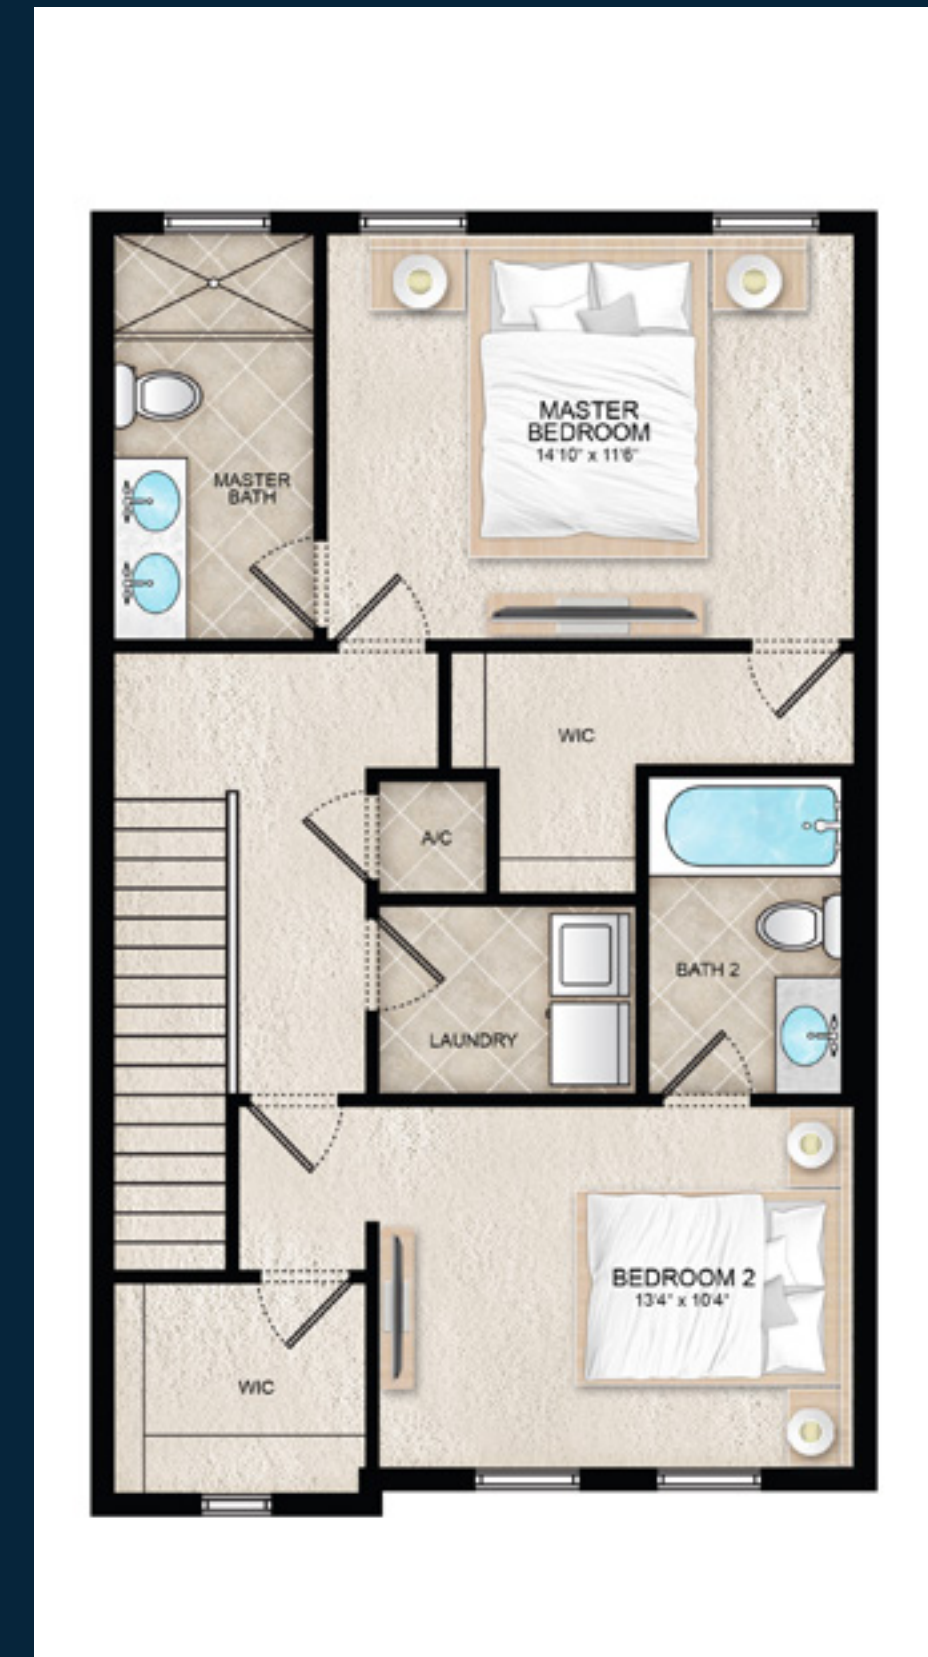 MASTER
BEDROOM
14'10" x 11'6"
MASTER
BATH
WIC
A/C
BATH 2
LAUNDRY
BEDROOM 2
13'4" x 10'4"
WIC